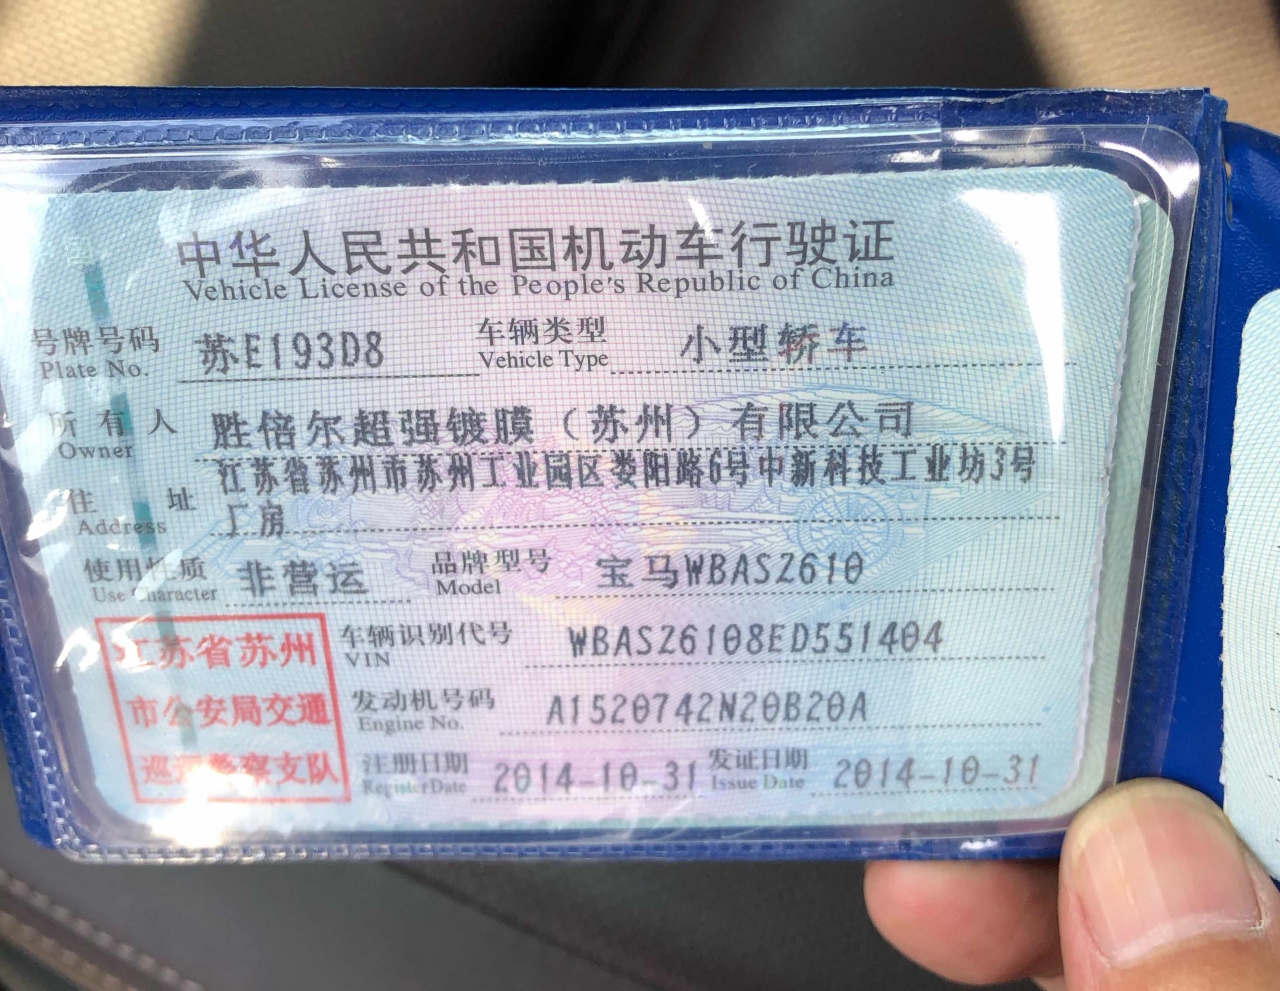 中华人民共和国机动车行驶证
Vehicle License of the People's Republic of China
号牌号码 苏E193D8 车辆类型 小型轿车
Plate No. Vehicle Type
所有人 胜倍尔超强镀膜（苏州）有限公司
Owner
住址 江苏省苏州市苏州工业园区娄阳路6号中新科技工业坊3号
Address 厂房
使用性质 非营运 品牌型号 宝马WBASZ610
Use Character Model
江苏省苏州 车辆识别代号 WBASZ6108ED551404
VIN
市公安局交通 发动机号码 A1520742N20B20A
Engine No.
巡逻警察支队 注册日期 2014-10-31 发证日期 2014-10-31
Register Date Issue Date